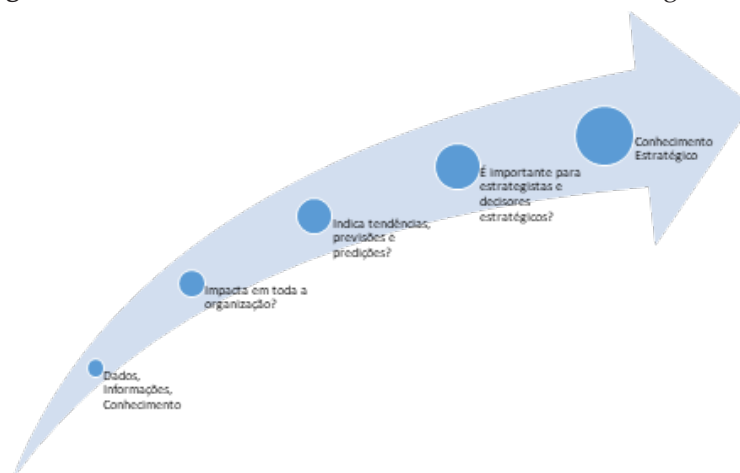 Conhecimento
Estratégico
É importante para
estrategistas e
decisores
estratégicos?
Indica tendências,
previsões e
predições?
Impacta em toda a
organização?
Dados,
Informações,
Conhecimento